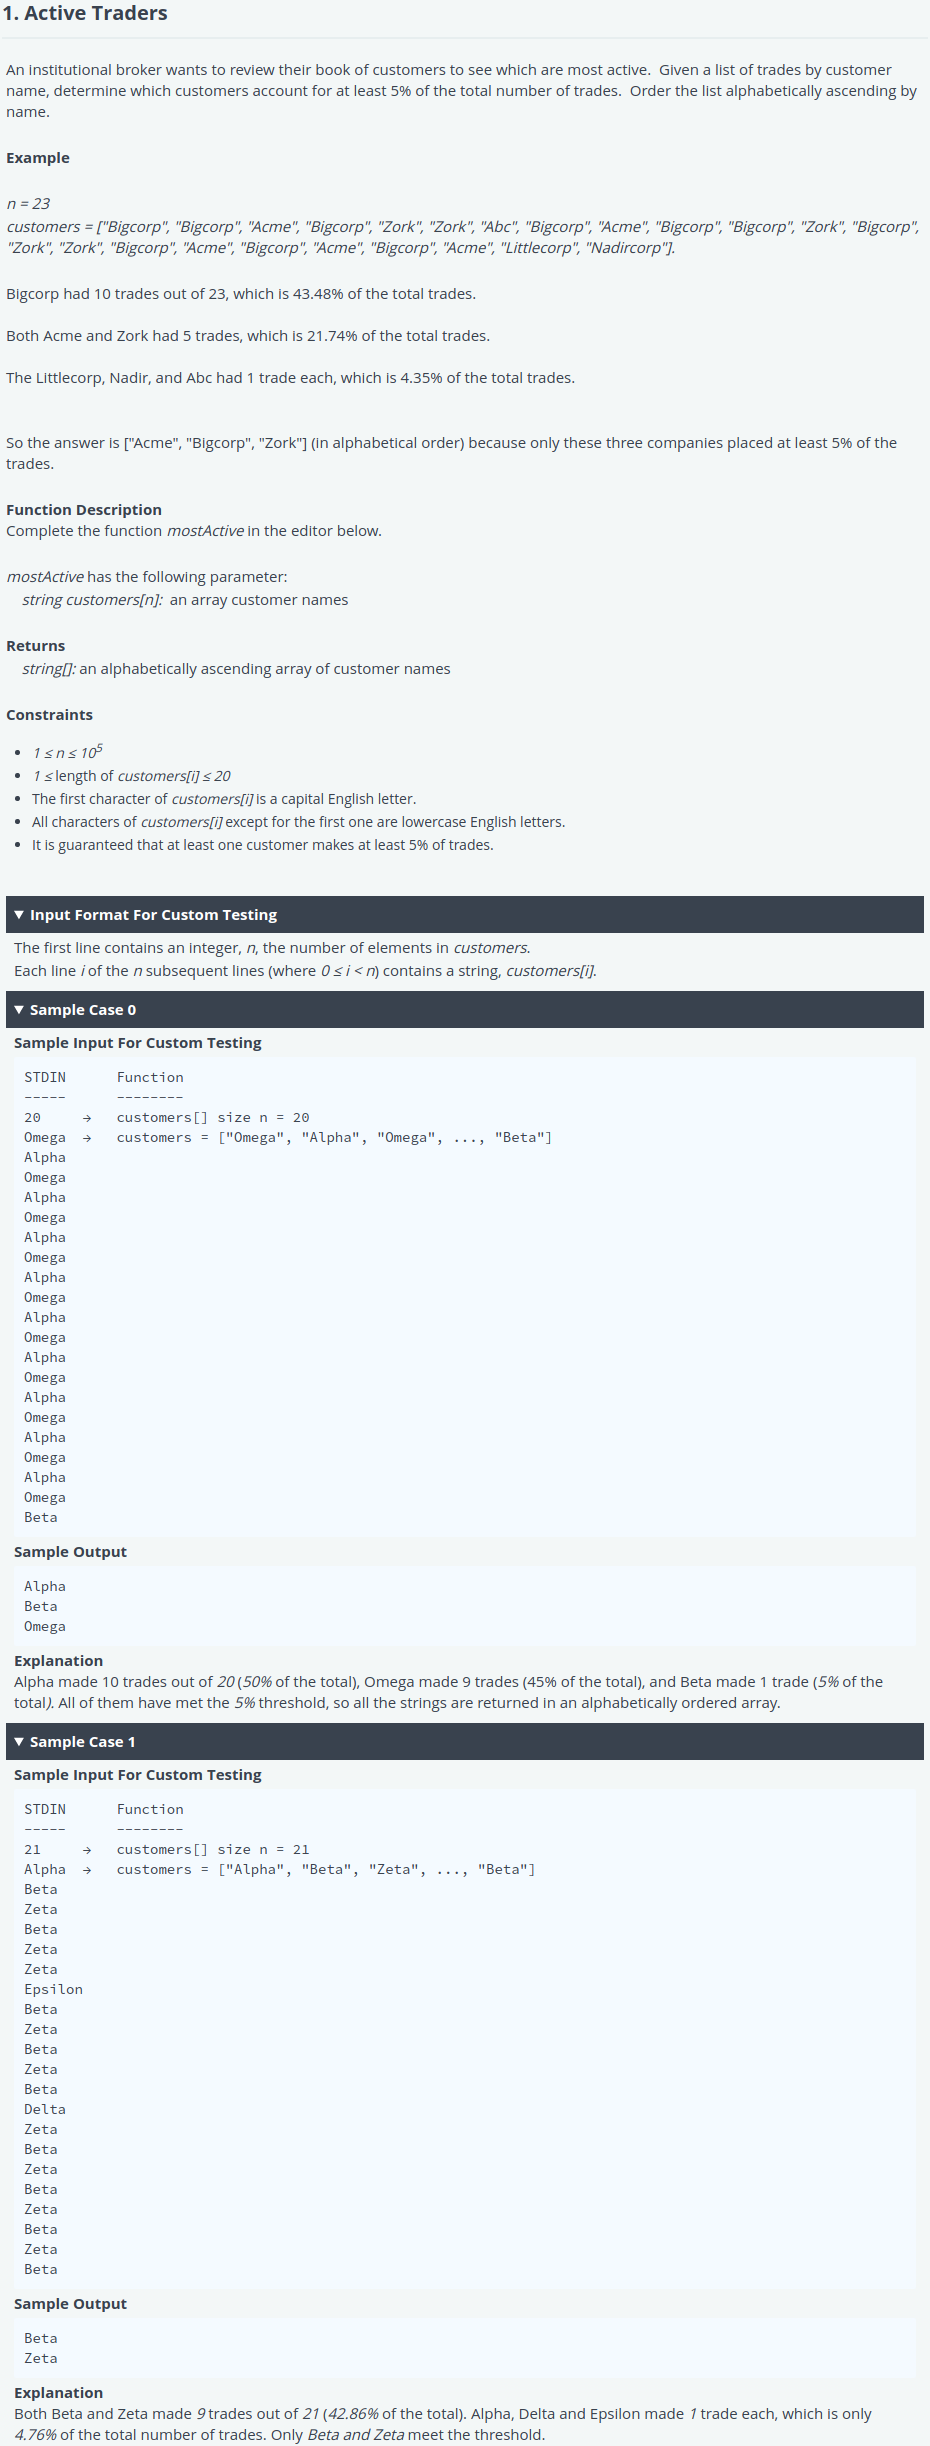 1. Active Traders
An institutional broker wants to review their book of customers to see which are most active.  Given a list of trades by customer
name, determine which customers account for at least 5% of the total number of trades.  Order the list alphabetically ascending by
name.
Example
n = 23
customers = ["Bigcorp", "Bigcorp", "Acme", "Bigcorp", "Zork", "Zork", "Abc", "Bigcorp", "Acme", "Bigcorp", "Bigcorp", "Zork", "Bigcorp",
"Zork", "Zork", "Bigcorp", "Acme", "Bigcorp", "Acme", "Bigcorp", "Acme", "Littlecorp", "Nadircorp"].
Bigcorp had 10 trades out of 23, which is 43.48% of the total trades.
Both Acme and Zork had 5 trades, which is 21.74% of the total trades.
The Littlecorp, Nadir, and Abc had 1 trade each, which is 4.35% of the total trades.
So the answer is ["Acme", "Bigcorp", "Zork"] (in alphabetical order) because only these three companies placed at least 5% of the
trades.
Function Description
Complete the function mostActive in the editor below.
mostActive has the following parameter:
string customers[n]:  an array customer names
Returns
string[]: an alphabetically ascending array of customer names
Constraints
• 1 ≤ n ≤ 10^5
• 1 ≤ length of customers[i] ≤ 20
• The first character of customers[i] is a capital English letter.
• All characters of customers[i] except for the first one are lowercase English letters.
• It is guaranteed that at least one customer makes at least 5% of trades.
▼ Input Format For Custom Testing
The first line contains an integer, n, the number of elements in customers.
Each line i of the n subsequent lines (where 0 ≤ i < n) contains a string, customers[i].
▼ Sample Case 0
Sample Input For Custom Testing
STDIN      Function
-----      --------
20     →   customers[] size n = 20
Omega  →   customers = ["Omega", "Alpha", "Omega", ..., "Beta"]
Alpha
Omega
Alpha
Omega
Alpha
Omega
Alpha
Omega
Alpha
Omega
Alpha
Omega
Alpha
Omega
Alpha
Omega
Alpha
Omega
Beta
Sample Output
Alpha
Beta
Omega
Explanation
Alpha made 10 trades out of 20 (50% of the total), Omega made 9 trades (45% of the total), and Beta made 1 trade (5% of the
total). All of them have met the 5% threshold, so all the strings are returned in an alphabetically ordered array.
▼ Sample Case 1
Sample Input For Custom Testing
STDIN      Function
-----      --------
21     →   customers[] size n = 21
Alpha  →   customers = ["Alpha", "Beta", "Zeta", ..., "Beta"]
Beta
Zeta
Beta
Zeta
Zeta
Epsilon
Beta
Zeta
Beta
Zeta
Beta
Delta
Zeta
Beta
Zeta
Beta
Zeta
Beta
Zeta
Beta
Sample Output
Beta
Zeta
Explanation
Both Beta and Zeta made 9 trades out of 21 (42.86% of the total). Alpha, Delta and Epsilon made 1 trade each, which is only
4.76% of the total number of trades. Only Beta and Zeta meet the threshold.